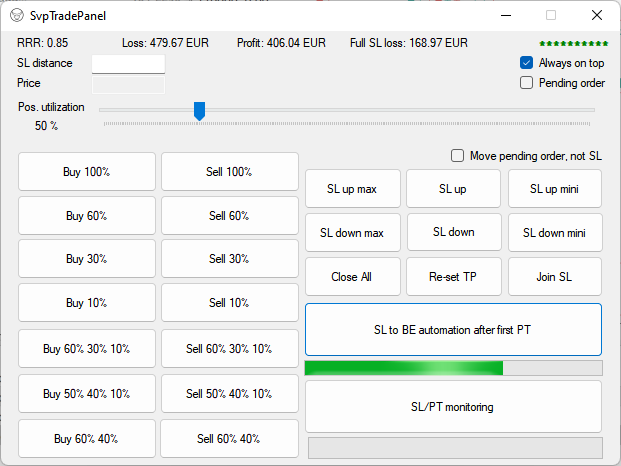 SvpTradePanel
RRR: 0.85 Loss: 479.67 EUR Profit: 406.04 EUR Full SL loss: 168.97 EUR **********
SL distance Always on top
Price Pending order
Pos. utilization
50 %
Move pending order, not SL
Buy 100% Sell 100% SL up max SL up SL up mini
Buy 60% Sell 60% SL down max SL down SL down mini
Buy 30% Sell 30% Close All Re-set TP Join SL
Buy 10% Sell 10%
SL to BE automation after first PT
Buy 60% 30% 10% Sell 60% 30% 10%
Buy 50% 40% 10% Sell 50% 40% 10%
SL/PT monitoring
Buy 60% 40% Sell 60% 40%